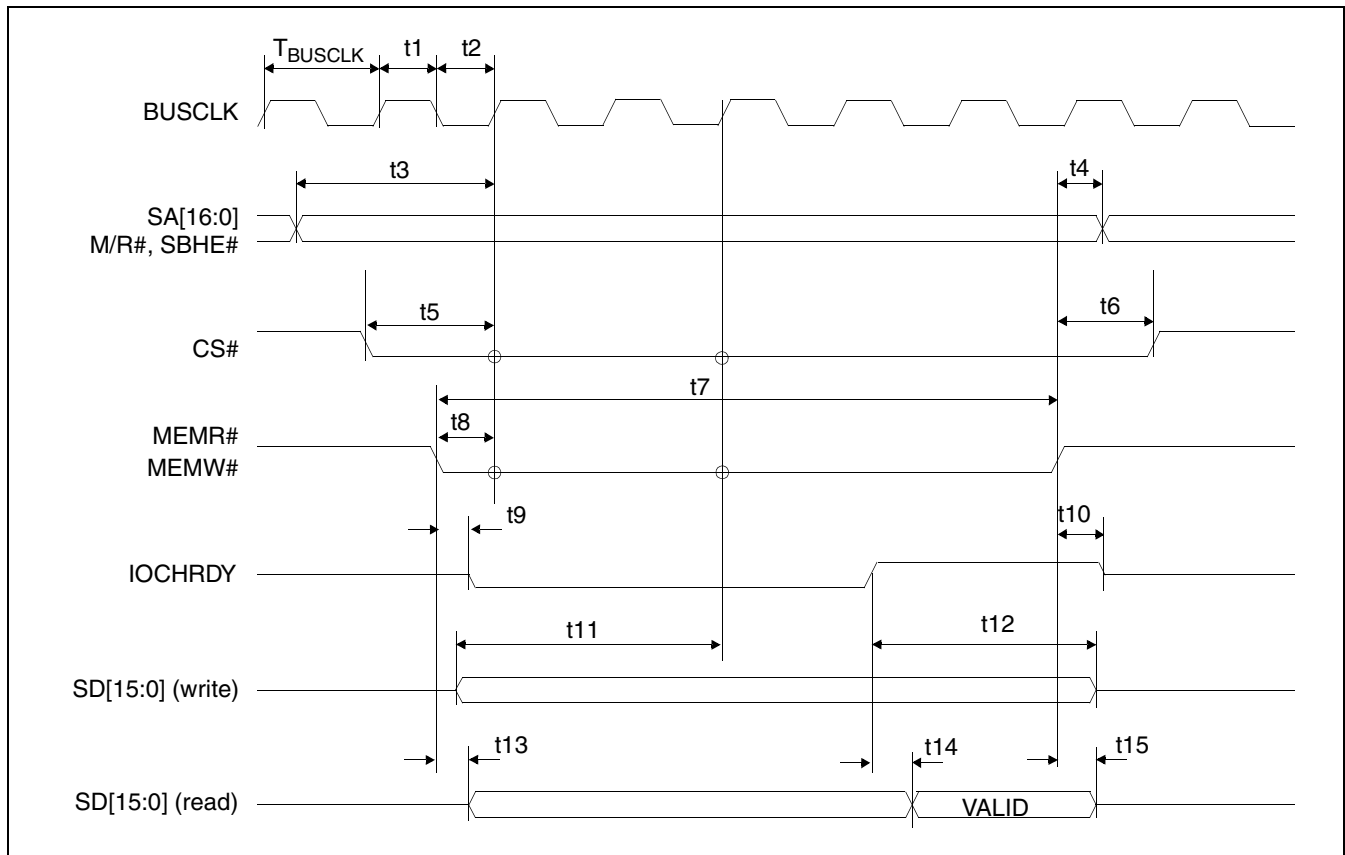 TBUSCLK t1 t2
BUSCLK
t3 t4
SA[16:0]
M/R#, SBHE#
t5 t6
CS#
t7
MEMR#
t8
MEMW#
t9 t10
IOCHRDY
t11 t12
SD[15:0] (write)
t13 t14 t15
SD[15:0] (read) VALID